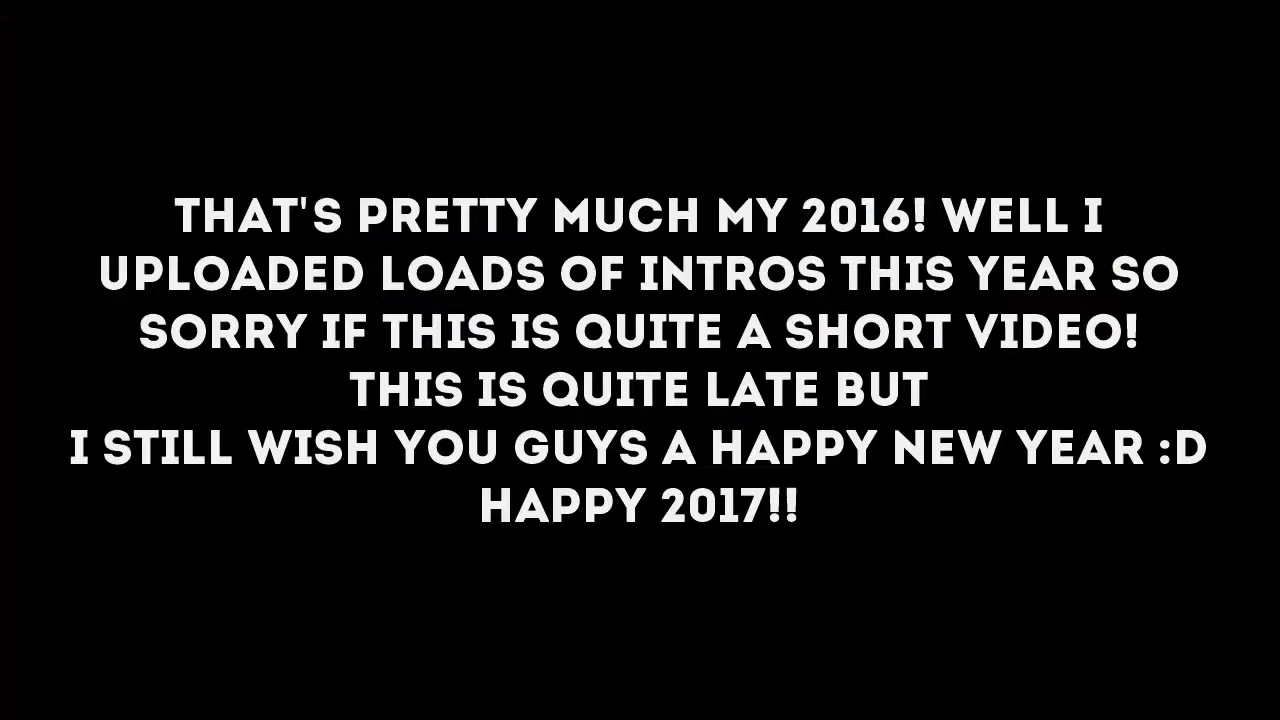 THAT'S PRETTY MUCH MY 2016! WELL I
UPLOADED LOADS OF INTROS THIS YEAR SO
SORRY IF THIS IS QUITE A SHORT VIDEO!
THIS IS QUITE LATE BUT
I STILL WISH YOU GUYS A HAPPY NEW YEAR :D
HAPPY 2017!!